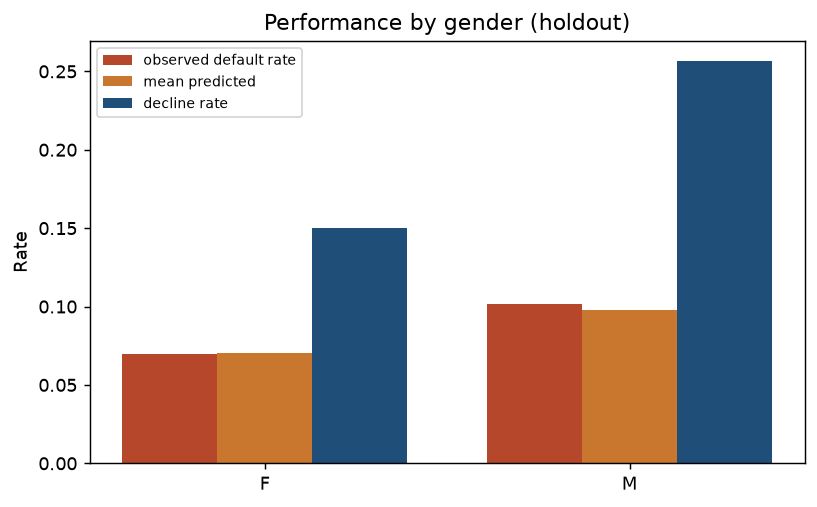 Performance by gender (holdout)
observed default rate
mean predicted
decline rate
Rate
0.25
0.20
0.15
0.10
0.05
0.00
F
M